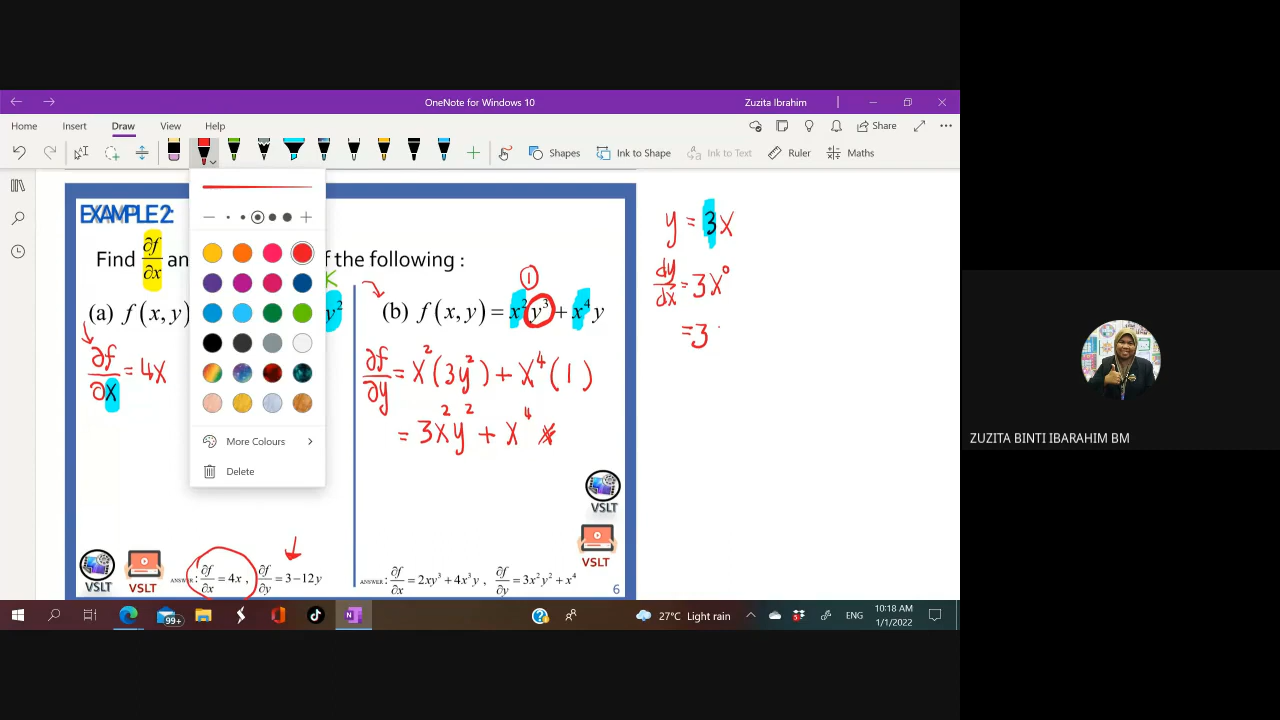 OneNote for Windows 10
Zuzita Ibrahim
Home Insert Draw View Help
Share
Shapes Ink to Shape Ink to Text Ruler Maths
EXAMPLE 2:
Find ∂f/∂x an
f the following :
(a) f(x, y)
y²
K
∂f/∂x = 4x
More Colours
Delete
①
(b) f(x, y) = x²y³ + x⁴y
∂f/∂y = x²(3y²) + x⁴(1)
= 3x²y² + x⁴
y = 3x
dy/dx = 3x⁰
= 3
VSLT
VSLT
VSLT
VSLT
ANSWER : ∂f/∂x = 4x , ∂f/∂y = 3 − 12y
ANSWER : ∂f/∂x = 2xy³ + 4x³y , ∂f/∂y = 3x²y² + x⁴
6
99+
27°C Light rain
5
ENG
10:18 AM
1/1/2022
ZUZITA BINTI IBARAHIM BM